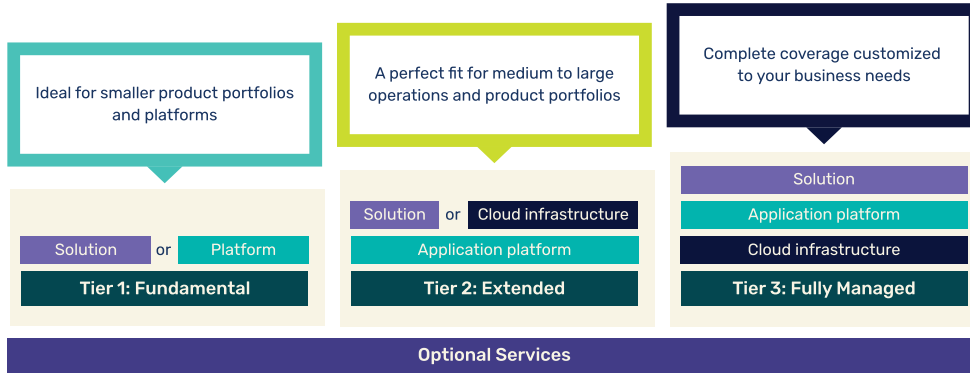 Ideal for smaller product portfolios
and platforms
Solution or Platform
Tier 1: Fundamental
A perfect fit for medium to large
operations and product portfolios
Solution or Cloud infrastructure
Application platform
Tier 2: Extended
Complete coverage customized
to your business needs
Solution
Application platform
Cloud infrastructure
Tier 3: Fully Managed
Optional Services